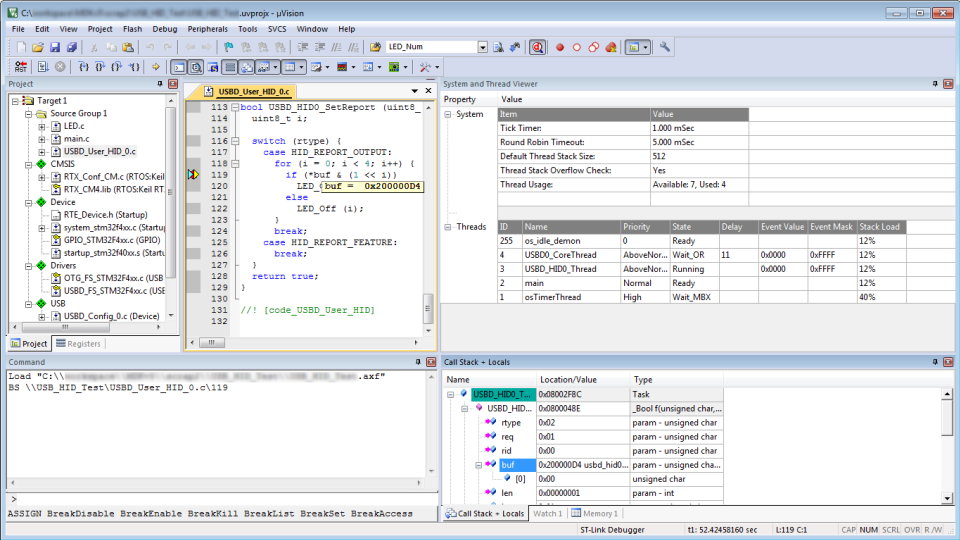 C:\ .uvprojx - µVision
File Edit View Project Flash Debug Peripherals Tools SVCS Window Help
LED_Num
RST
Project
Target 1
Source Group 1
LED.c
main.c
USBD_User_HID_0.c
CMSIS
RTX_Conf_CM.c (RTOS:Keil RT
RTX_CM4.lib (RTOS:Keil RTX
Device
RTE_Device.h (Startup)
system_stm32f4xx.c (Startu
GPIO_STM32F4xx.c (GPIO)
startup_stm32f40xx.s (Startu
Drivers
OTG_FS_STM32F4xx.c (USB
USBD_FS_STM32F4xx.c (USE
USB
USBD_Config_0.c (Device)
Project Registers
USBD_User_HID_0.c
113 bool USBD_HID0_SetReport (uint8_
114 uint8_t i;
115
116 switch (rtype) {
117 case HID_REPORT_OUTPUT:
118 for (i = 0; i < 4; i++) {
119 if (*buf & (1 << i))
120 LED_ buf = 0x200000D4
121 else
122 LED_Off (i);
123 }
124 break;
125 case HID_REPORT_FEATURE:
126 break;
127 }
128 return true;
129 }
130
131 //! [code_USBD_User_HID]
132
System and Thread Viewer
Property Value
System
Item Value
Tick Timer: 1.000 mSec
Round Robin Timeout: 5.000 mSec
Default Thread Stack Size: 512
Thread Stack Overflow Check: Yes
Thread Usage: Available: 7, Used: 4
Threads
ID Name Priority State Delay Event Value Event Mask Stack Load
255 os_idle_demon 0 Ready 12%
4 USBD0_CoreThread AboveNor... Wait_OR 11 0x0000 0xFFFF 12%
3 USBD_HID0_Thread AboveNor... Running 0x0000 0xFFFF 12%
2 main Normal Ready 12%
1 osTimerThread High Wait_MBX 40%
Command
Load "C:\\ .axf"
BS \\USB_HID_Test\USBD_User_HID_0.c\119
>
ASSIGN BreakDisable BreakEnable BreakKill BreakList BreakSet BreakAccess
Call Stack + Locals
Name Location/Value Type
USBD_HID0_T... 0x08002F8C Task
USBD_HID... 0x0800048E _Bool f(unsigned char,...
rtype 0x02 param - unsigned char
req 0x01 param - unsigned char
rid 0x00 param - unsigned char
buf 0x200000D4 usbd_hid0... param - unsigned cha...
[0] 0x00 unsigned char
len 0x00000001 param - int
Call Stack + Locals Watch 1 Memory 1
ST-Link Debugger t1: 52.42458160 sec L:119 C:1 CAP NUM SCRL OVR R /W